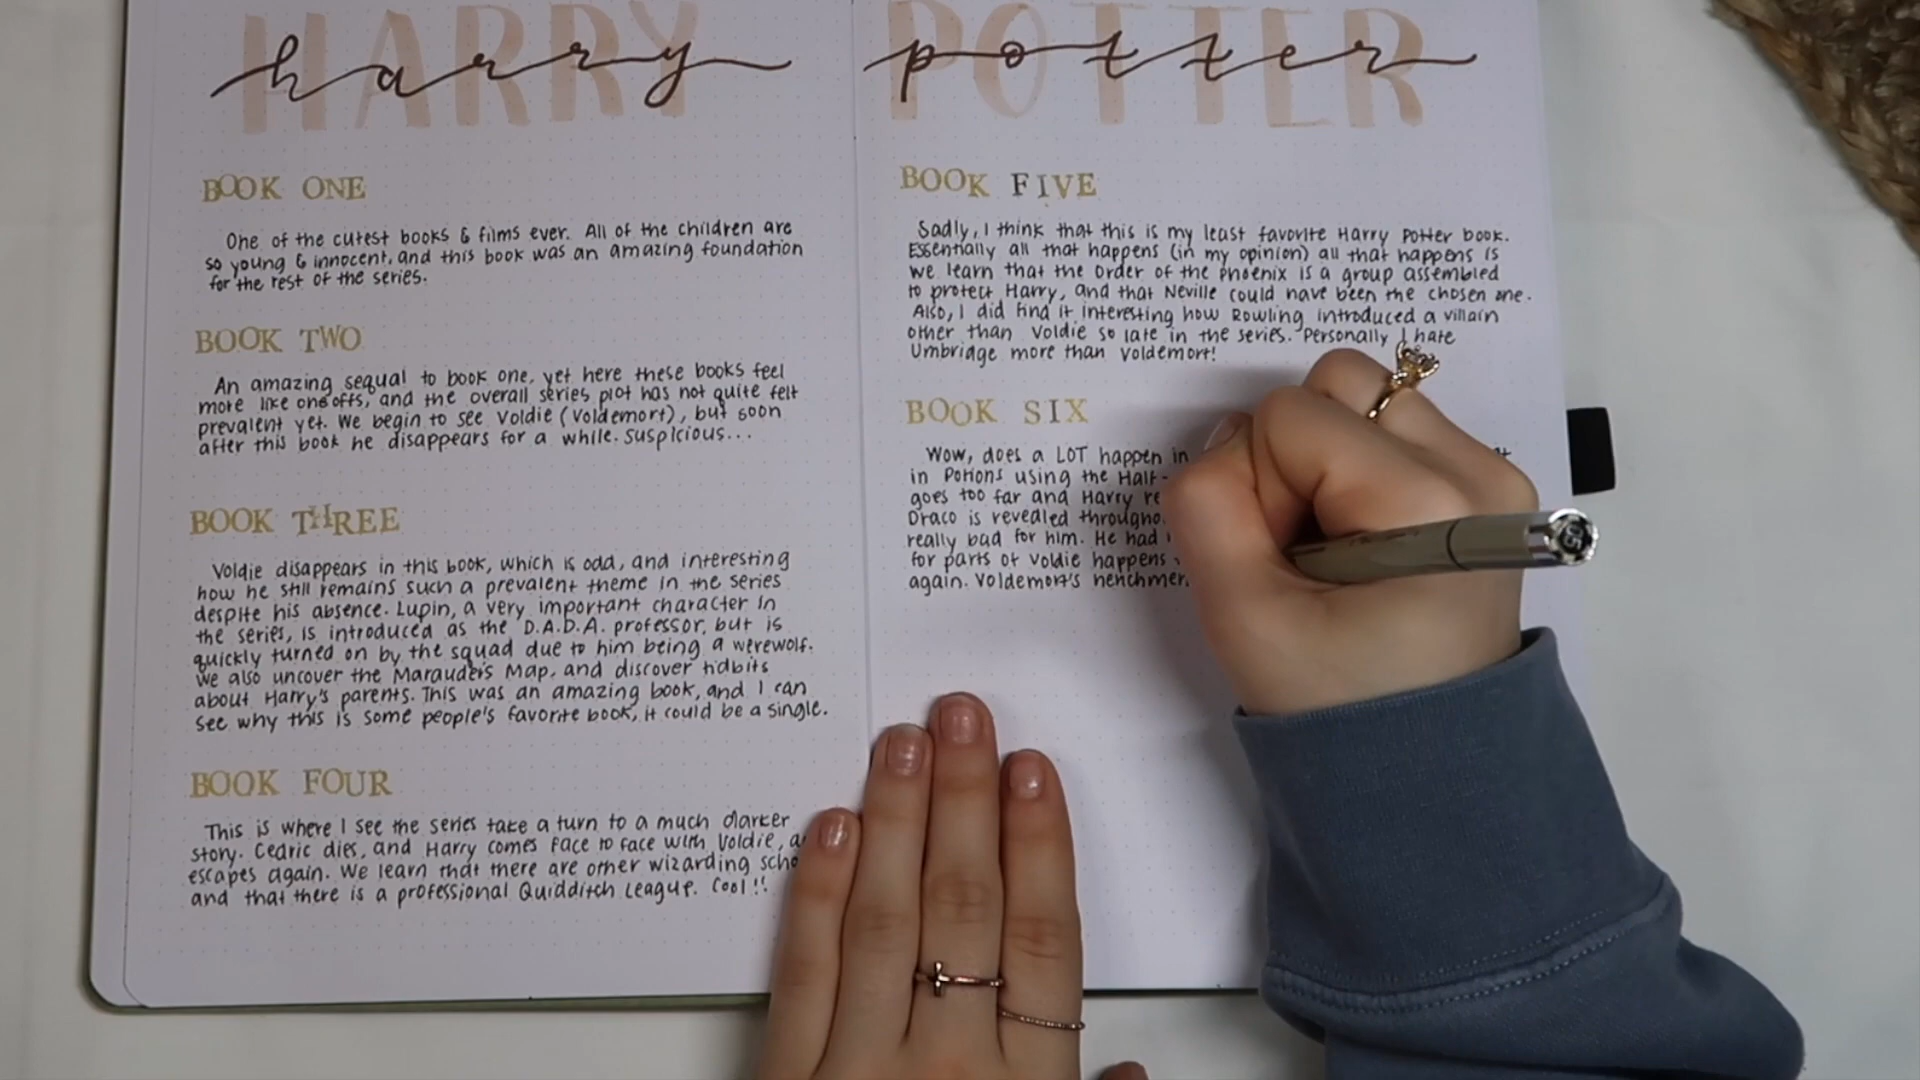 HARRY POTTER
harry potter
BOOK ONE
One of the cutest books & films ever. All of the children are
so young & innocent, and this book was an amazing foundation
for the rest of the series.
BOOK TWO
An amazing sequal to book one, yet here these books feel
more like one offs, and the overall series plot has not quite felt
prevalent yet. We begin to see Voldie (Voldemort), but soon
after this book he disappears for a while. Suspicious...
BOOK THREE
Voldie disappears in this book, which is odd, and interesting
how he still remains such a prevalent theme in the series
despite his absence. Lupin, a very important character in
the series, is introduced as the D.A.D.A. professor, but is
quickly turned on by the squad due to him being a werewolf.
We also uncover the Marauders Map, and discover tidbits
about Harry's parents. This was an amazing book, and I can
see why this is some people's favorite book, it could be a single.
BOOK FOUR
This is where I see the series take a turn to a much darker
story. Cedric dies, and Harry comes face to face with Voldie, a
escapes again. We learn that there are other wizarding scho
and that there is a professional Quidditch League. Cool!!
BOOK FIVE
Sadly, I think that this is my least favorite Harry Potter book.
Essentially all that happens (in my opinion) all that happens is
we learn that the Order of the phoenix is a group assembled
to protect Harry, and that Neville could have been the chosen one.
Also, I did find it interesting how Rowling introduced a villain
other than Voldie so late in the series. Personally I hate
Umbridge more than Voldemort!
BOOK SIX
Wow, does a LOT happen in
in Potions using the Half-
goes too far and Harry re
Draco is revealed througho
really bad for him. He had
for parts of Voldie happens
again. Voldemort's henchmen
05